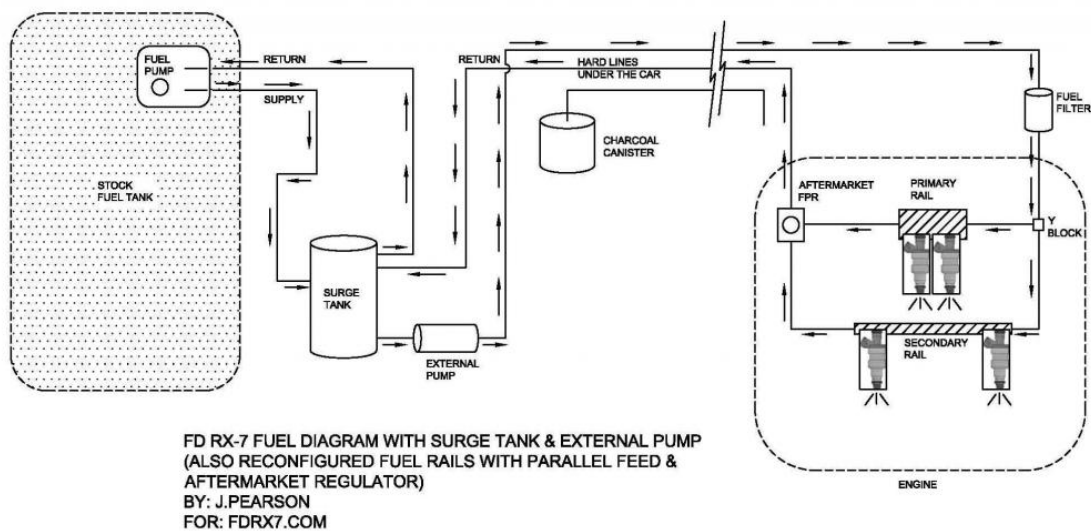 FUEL
PUMP
RETURN
SUPPLY
STOCK
FUEL TANK
RETURN
HARD LINES
UNDER THE CAR
CHARCOAL
CANISTER
FUEL
FILTER
AFTERMARKET
FPR
PRIMARY
RAIL
Y
BLOCK
SURGE
TANK
EXTERNAL
PUMP
SECONDARY
RAIL
ENGINE
FD RX-7 FUEL DIAGRAM WITH SURGE TANK & EXTERNAL PUMP
(ALSO RECONFIGURED FUEL RAILS WITH PARALLEL FEED &
AFTERMARKET REGULATOR)
BY: J.PEARSON
FOR: FDRX7.COM